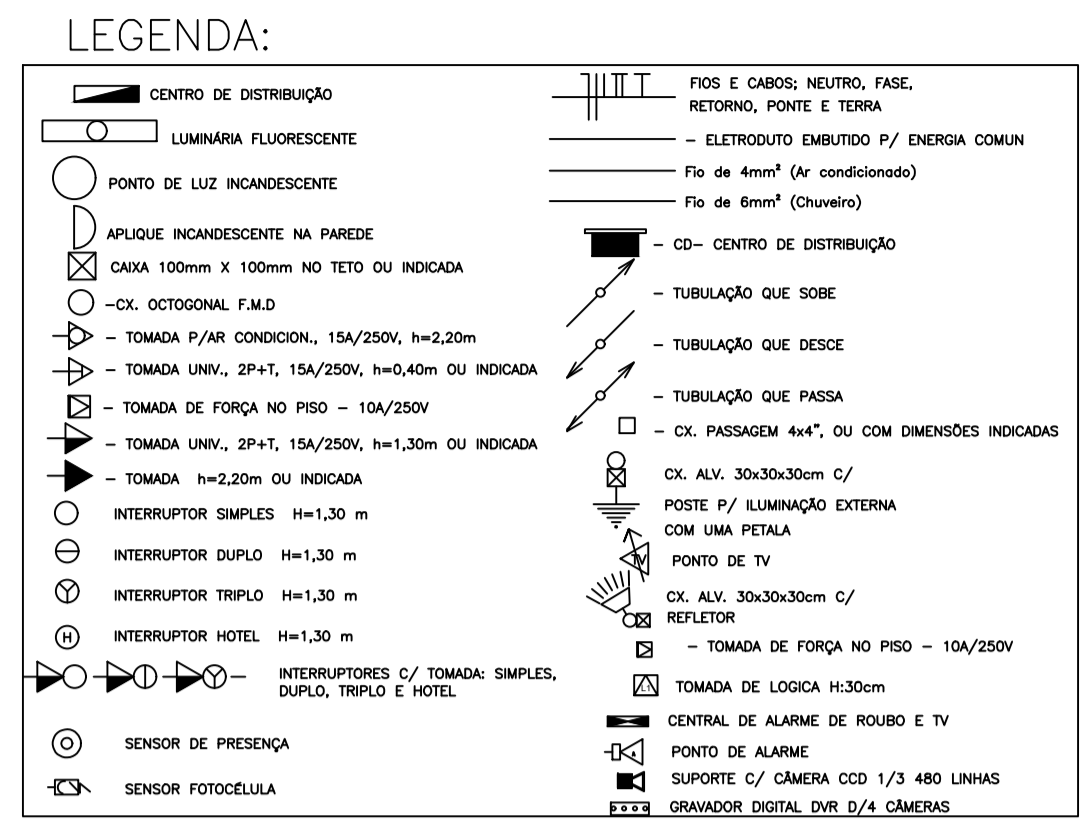 LEGENDA:
CENTRO DE DISTRIBUIÇÃO
LUMINÁRIA FLUORESCENTE
PONTO DE LUZ INCANDESCENTE
APLIQUE INCANDESCENTE NA PAREDE
CAIXA 100mm X 100mm NO TETO OU INDICADA
-CX. OCTOGONAL F.M.D
- TOMADA P/AR CONDICION., 15A/250V, h=2,20m
- TOMADA UNIV., 2P+T, 15A/250V, h=0,40m OU INDICADA
- TOMADA DE FORÇA NO PISO - 10A/250V
- TOMADA UNIV., 2P+T, 15A/250V, h=1,30m OU INDICADA
- TOMADA h=2,20m OU INDICADA
INTERRUPTOR SIMPLES H=1,30 m
INTERRUPTOR DUPLO H=1,30 m
INTERRUPTOR TRIPLO H=1,30 m
H INTERRUPTOR HOTEL H=1,30 m
INTERRUPTORES C/ TOMADA: SIMPLES,
DUPLO, TRIPLO E HOTEL
SENSOR DE PRESENÇA
SENSOR FOTOCÉLULA
FIOS E CABOS; NEUTRO, FASE,
RETORNO, PONTE E TERRA
- ELETRODUTO EMBUTIDO P/ ENERGIA COMUN
Fio de 4mm² (Ar condicionado)
Fio de 6mm² (Chuveiro)
- CD- CENTRO DE DISTRIBUIÇÃO
- TUBULAÇÃO QUE SOBE
- TUBULAÇÃO QUE DESCE
- TUBULAÇÃO QUE PASSA
- CX. PASSAGEM 4x4", OU COM DIMENSÕES INDICADAS
CX. ALV. 30x30x30cm C/
POSTE P/ ILUMINAÇÃO EXTERNA
COM UMA PETALA
TV PONTO DE TV
CX. ALV. 30x30x30cm C/
REFLETOR
- TOMADA DE FORÇA NO PISO - 10A/250V
L1 TOMADA DE LOGICA H:30cm
CENTRAL DE ALARME DE ROUBO E TV
PONTO DE ALARME
SUPORTE C/ CÂMERA CCD 1/3 480 LINHAS
GRAVADOR DIGITAL DVR D/4 CÂMERAS